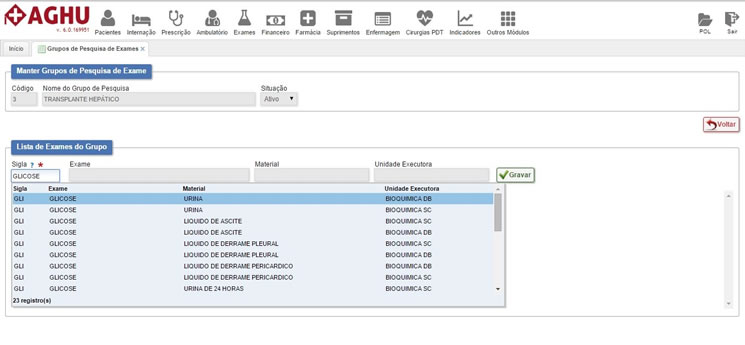 AGHU
v. 6.0.169951
Pacientes Internação Prescrição Ambulatório Exames Financeiro Farmácia Suprimentos Enfermagem Cirurgias PDT Indicadores Outros Módulos POL Sair
Início Grupos de Pesquisa de Exames
Manter Grupos de Pesquisa de Exame
Código Nome do Grupo de Pesquisa Situação
3 TRANSPLANTE HEPÁTICO Ativo
Voltar
Lista de Exames do Grupo
Sigla ? * Exame Material Unidade Executora
GLICOSE Gravar
Sigla Exame Material Unidade Executora
GLI GLICOSE URINA BIOQUIMICA DB
GLI GLICOSE URINA BIOQUIMICA SC
GLI GLICOSE LIQUIDO DE ASCITE BIOQUIMICA SC
GLI GLICOSE LIQUIDO DE ASCITE BIOQUIMICA DB
GLI GLICOSE LIQUIDO DE DERRAME PLEURAL BIOQUIMICA SC
GLI GLICOSE LIQUIDO DE DERRAME PLEURAL BIOQUIMICA DB
GLI GLICOSE LIQUIDO DE DERRAME PERICARDICO BIOQUIMICA DB
GLI GLICOSE LIQUIDO DE DERRAME PERICARDICO BIOQUIMICA SC
GLI GLICOSE URINA DE 24 HORAS BIOQUIMICA SC
23 registro(s)